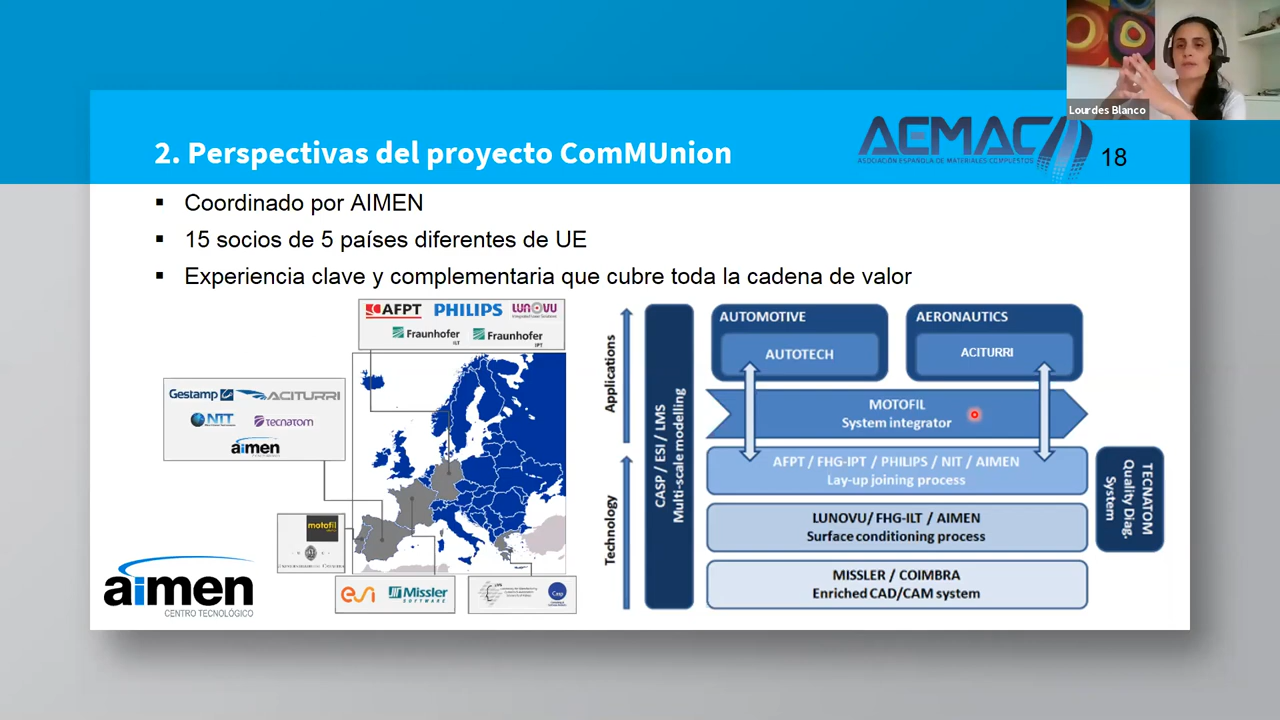 Lourdes Blanco
2. Perspectivas del proyecto ComMUnion
AEMAC
ASOCIACIÓN ESPAÑOLA DE MATERIALES COMPUESTOS
18
▪ Coordinado por AIMEN
▪ 15 socios de 5 países diferentes de UE
▪ Experiencia clave y complementaria que cubre toda la cadena de valor
AFPT PHILIPS LUNOVU
Fraunhofer ILT Fraunhofer IPT
Gestamp ACITURRI
NIT tecnatom
aimen
motofil
esi Missler
SOFTWARE
Casp
aimen
CENTRO TECNOLÓGICO
Applications
Technology
CASP / ESI / LMS
Multi-scale modelling
AUTOMOTIVE
AUTOTECH
AERONAUTICS
ACITURRI
MOTOFIL
System integrator
AFPT / FHG-IPT / PHILIPS / NIT / AIMEN
Lay-up joining process
LUNOVU/ FHG-ILT / AIMEN
Surface conditioning process
MISSLER / COIMBRA
Enriched CAD/CAM system
TECNATOM
Quality Diag.
System